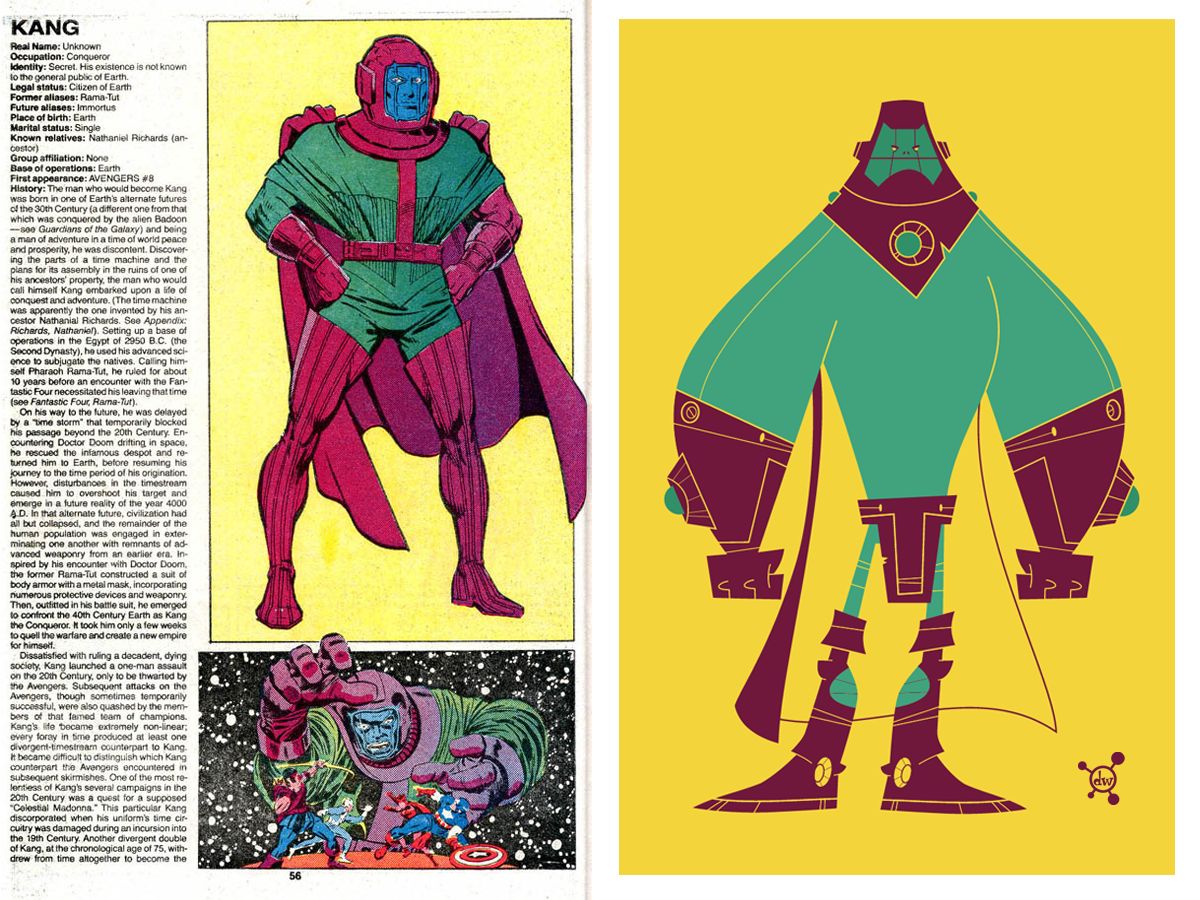 KANG
Real Name: Unknown
Occupation: Conqueror
Identity: Secret. His existence is not known
to the general public of Earth.
Legal status: Citizen of Earth
Former aliases: Rama-Tut
Future aliases: Immortus
Place of birth: Earth
Marital status: Single
Known relatives: Nathaniel Richards (an-
cestor)
Group affiliation: None
Base of operations: Earth
First appearance: AVENGERS #8
History: The man who would become Kang
was born in one of Earth's alternate futures
of the 30th Century (a different one from that
which was conquered by the alien Badoon
—see Guardians of the Galaxy) and being
a man of adventure in a time of world peace
and prosperity, he was discontent. Discover-
ing the parts of a time machine and the
plans for its assembly in the ruins of one of
his ancestors' property, the man who would
call himself Kang embarked upon a life of
conquest and adventure. (The time machine
was apparently the one invented by his an-
cestor Nathanial Richards. See Appendix:
Richards, Nathaniel). Setting up a base of
operations in the Egypt of 2950 B.C. (the
Second Dynasty), he used his advanced sci-
ence to subjugate the natives. Calling him-
self Pharaoh Rama-Tut, he ruled for about
10 years before an encounter with the Fan-
tastic Four necessitated his leaving that time
(see Fantastic Four, Rama-Tut).
On his way to the future, he was delayed
by a "time storm" that temporarily blocked
his passage beyond the 20th Century. En-
countering Doctor Doom drifting in space,
he rescued the infamous despot and re-
turned him to Earth, before resuming his
journey to the time period of his origination.
However, disturbances in the timestream
caused him to overshoot his target and
emerge in a future reality of the year 4000
A.D. In that alternate future, civilization had
all but collapsed, and the remainder of the
human population was engaged in exter-
minating one another with remnants of ad-
vanced weaponry from an earlier era. In-
spired by his encounter with Doctor Doom,
the former Rama-Tut constructed a suit of
body armor with a metal mask, incorporating
numerous protective devices and weaponry.
Then, outfitted in his battle suit, he emerged
to confront the 40th Century Earth as Kang
the Conqueror. It took him only a few weeks
to quell the warfare and create a new empire
for himself.
Dissatisfied with ruling a decadent, dying
society, Kang launched a one-man assault
on the 20th Century, only to be thwarted by
the Avengers. Subsequent attacks on the
Avengers, though sometimes temporarily
successful, were also quashed by the mem-
bers of that famed team of champions.
Kang's life became extremely non-linear;
every foray in time produced at least one
divergent-timestream counterpart to Kang.
It became difficult to distinguish which Kang
counterpart the Avengers encountered in
subsequent skirmishes. One of the most re-
lentless of Kang's several campaigns in the
20th Century was a quest for a supposed
"Celestial Madonna." This particular Kang
discorporated when his uniform's time cir-
cuitry was damaged during an incursion into
the 19th Century. Another divergent double
of Kang, at the chronological age of 75, with-
drew from time altogether to become the
56
dw